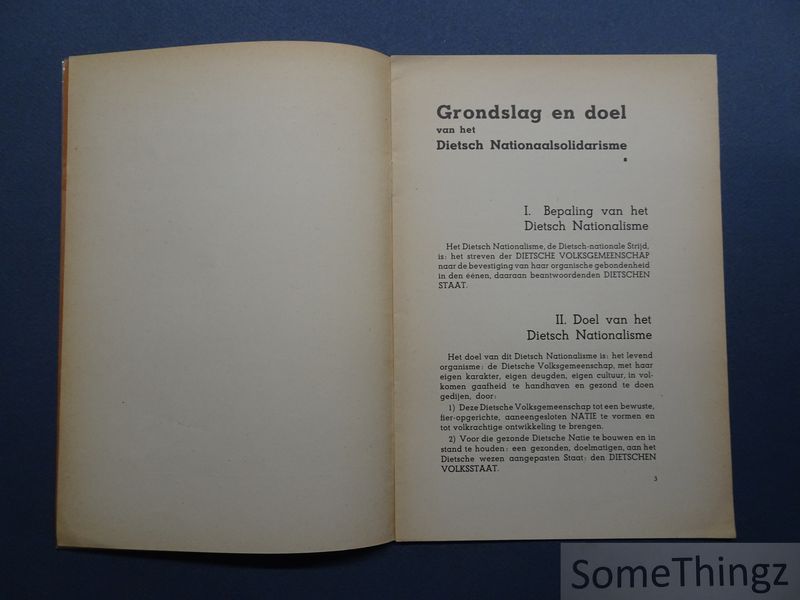 Grondslag en doel
van het
Dietsch Nationaalsolidarisme
*
I. Bepaling van het
Dietsch Nationalisme
Het Dietsch Nationalisme, de Dietsch-nationale Strijd,
is: het streven der DIETSCHE VOLKSGEMEENSCHAP
naar de bevestiging van haar organische gebondenheid
in den éénen, daaraan beantwoordenden DIETSCHEN
STAAT.
II. Doel van het
Dietsch Nationalisme
Het doel van dit Dietsch Nationalisme is: het levend
organisme: de Dietsche Volksgemeenschap, met haar
eigen karakter, eigen deugden, eigen cultuur, in vol-
komen gaafheid te handhaven en gezond te doen
gedijen, door:
1) Deze Dietsche Volksgemeenschap tot een bewuste,
fier-opgerichte, aaneengesloten NATIE te vormen en
tot volkrachtige ontwikkeling te brengen.
2) Voor die gezonde Dietsche Natie te bouwen en in
stand te houden: een gezonden, doelmatigen, aan het
Dietsche wezen aangepasten Staat: den DIETSCHEN
VOLKSSTAAT.
3
SomeThingz